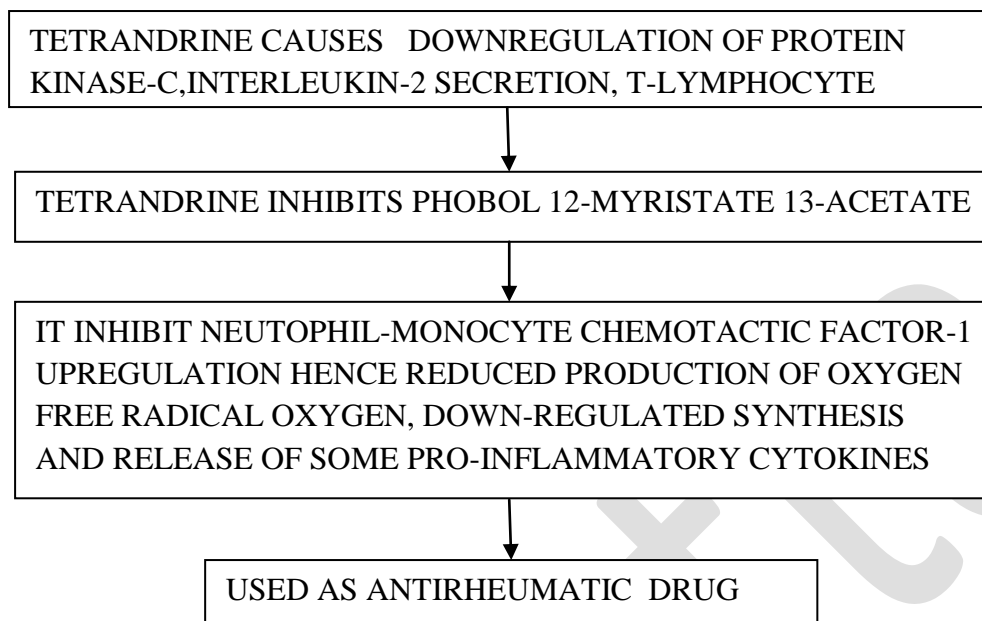 TETRANDRINE CAUSES DOWNREGULATION OF PROTEIN
KINASE-C,INTERLEUKIN-2 SECRETION, T-LYMPHOCYTE
TETRANDRINE INHIBITS PHOBOL 12-MYRISTATE 13-ACETATE
IT INHIBIT NEUTOPHIL-MONOCYTE CHEMOTACTIC FACTOR-1
UPREGULATION HENCE REDUCED PRODUCTION OF OXYGEN
FREE RADICAL OXYGEN, DOWN-REGULATED SYNTHESIS
AND RELEASE OF SOME PRO-INFLAMMATORY CYTOKINES
USED AS ANTIRHEUMATIC DRUG